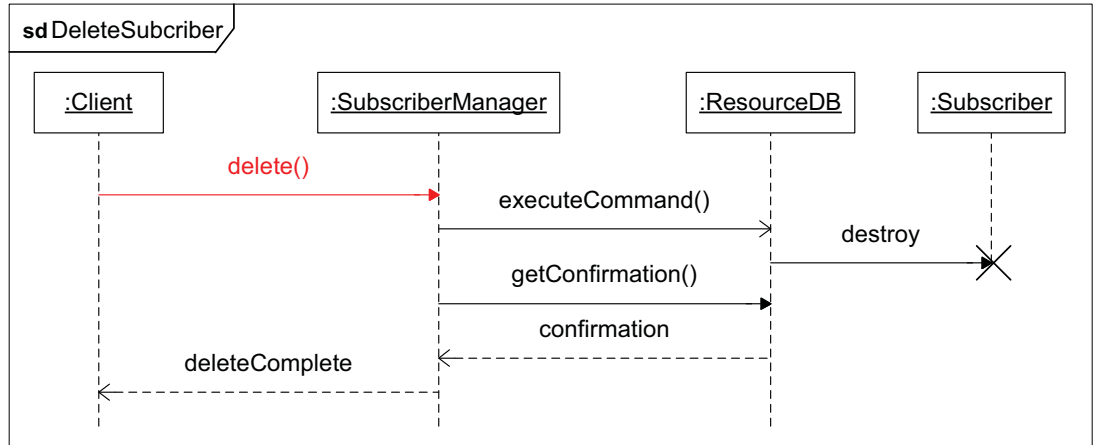 sd DeleteSubcriber
:Client
:SubscriberManager
:ResourceDB
:Subscriber
delete()
executeCommand()
destroy
getConfirmation()
confirmation
deleteComplete